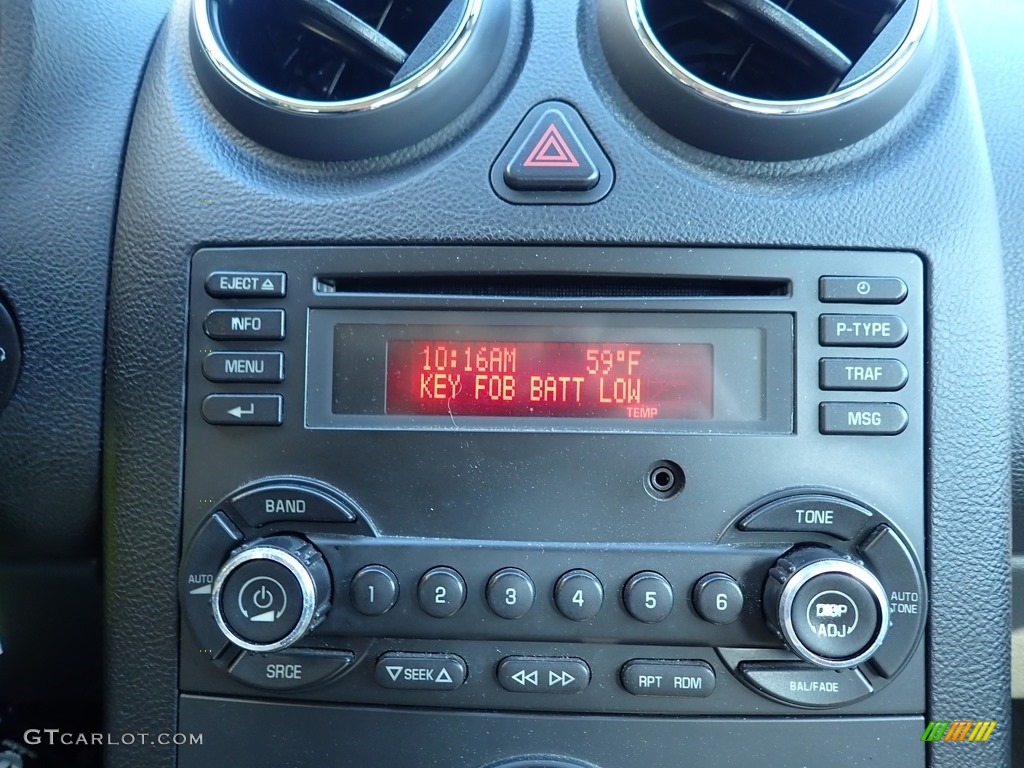 EJECT
INFO
MENU
P-TYPE
TRAF
MSG
10:16AM 59°F
KEY FOB BATT LOW
TEMP
BAND
TONE
AUTO
1 2 3 4 5 6
ADJ
AUTO TONE
SRCE
SEEK
RPT RDM
BAL/FADE
GTCARLOT.COM